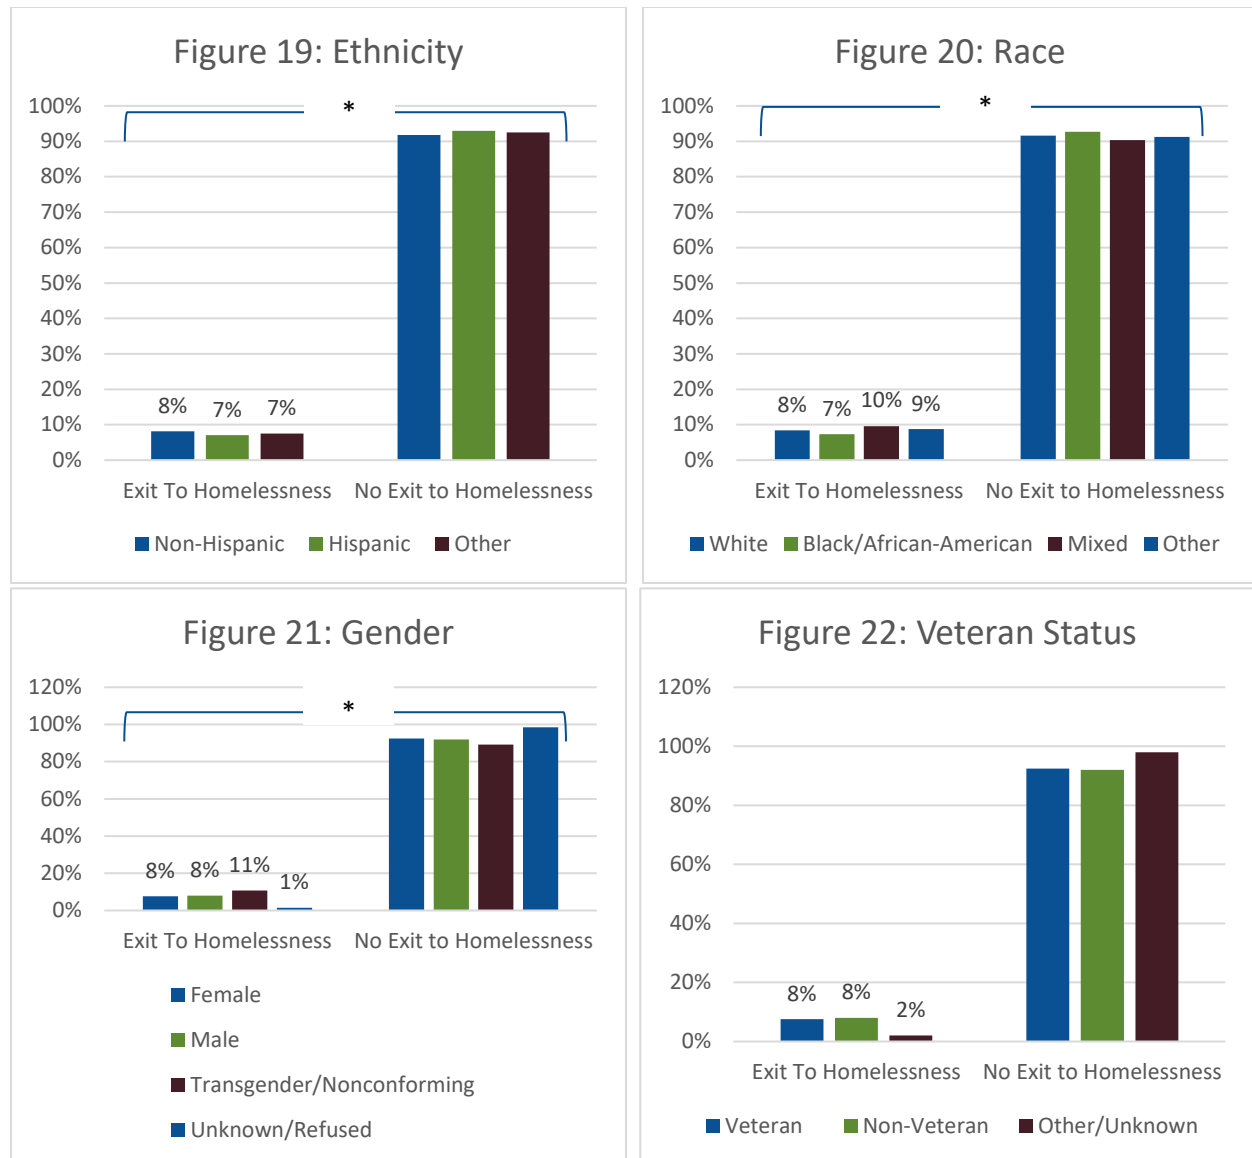 Figure 19: Ethnicity
*
100%
90%
80%
70%
60%
50%
40%
30%
20%
10%
0%
8%
7%
7%
Exit To Homelessness
No Exit to Homelessness
Non-Hispanic
Hispanic
Other
Figure 20: Race
*
100%
90%
80%
70%
60%
50%
40%
30%
20%
10%
0%
8%
7%
10%
9%
Exit To Homelessness
No Exit to Homelessness
White
Black/African-American
Mixed
Other
Figure 21: Gender
*
120%
100%
80%
60%
40%
20%
0%
8%
8%
11%
1%
Exit To Homelessness
No Exit to Homelessness
Female
Male
Transgender/Nonconforming
Unknown/Refused
Figure 22: Veteran Status
120%
100%
80%
60%
40%
20%
0%
8%
8%
2%
Exit To Homelessness
No Exit to Homelessness
Veteran
Non-Veteran
Other/Unknown